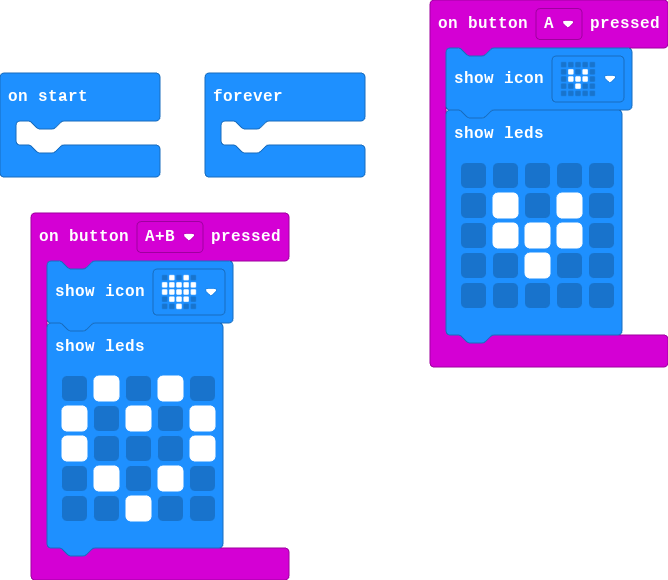 on start
forever
on button A pressed
show icon
show leds
on button A+B pressed
show icon
show leds